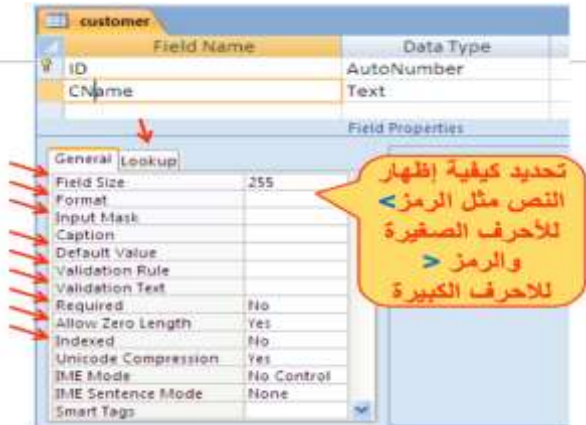 customer
Field Name Data Type
ID AutoNumber
CName Text
Field Properties
General Lookup
Field Size 255
Format
Input Mask
Caption
Default Value
Validation Rule
Validation Text
Required No
Allow Zero Length Yes
Indexed No
Unicode Compression Yes
IME Mode No Control
IME Sentence Mode None
Smart Tags
تحديد كيفية إظهار
النص مثل الرمز>
للأحرف الصغيرة
والرمز <
للاحرف الكبيرة